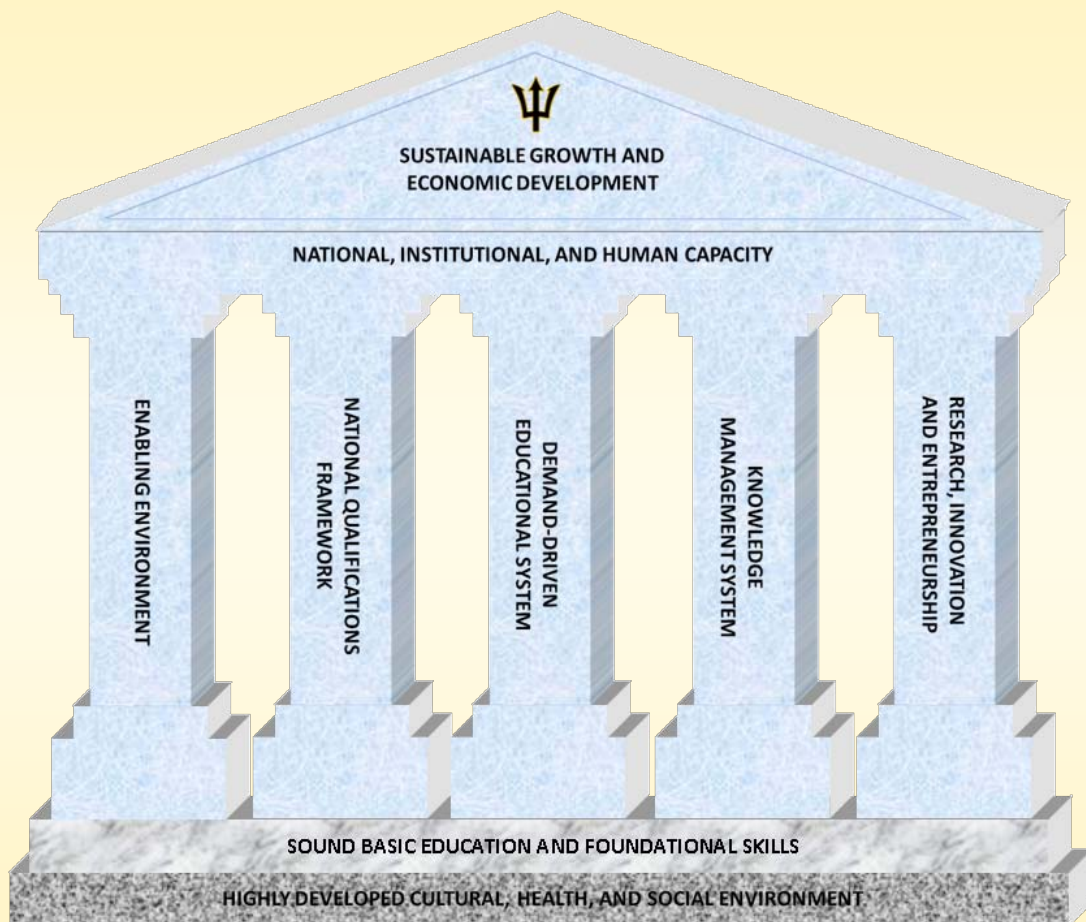 SUSTAINABLE GROWTH AND
ECONOMIC DEVELOPMENT
NATIONAL, INSTITUTIONAL, AND HUMAN CAPACITY
ENABLING ENVIRONMENT
NATIONAL QUALIFICATIONS
FRAMEWORK
DEMAND-DRIVEN
EDUCATIONAL SYSTEM
KNOWLEDGE
MANAGEMENT SYSTEM
RESEARCH, INNOVATION
AND ENTREPRENEURSHIP
SOUND BASIC EDUCATION AND FOUNDATIONAL SKILLS
HIGHLY DEVELOPED CULTURAL, HEALTH, AND SOCIAL ENVIRONMENT